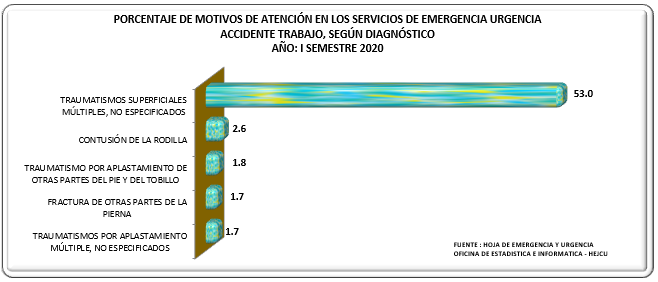 PORCENTAJE DE MOTIVOS DE ATENCIÓN EN LOS SERVICIOS DE EMERGENCIA URGENCIA
ACCIDENTE TRABAJO, SEGÚN DIAGNÓSTICO
AÑO: I SEMESTRE 2020
TRAUMATISMOS SUPERFICIALES
MÚLTIPLES, NO ESPECIFICADOS
53.0
CONTUSIÓN DE LA RODILLA
2.6
TRAUMATISMO POR APLASTAMIENTO DE
OTRAS PARTES DEL PIE Y DEL TOBILLO
1.8
FRACTURA DE OTRAS PARTES DE LA
PIERNA
1.7
TRAUMATISMOS POR APLASTAMIENTO
MÚLTIPLE, NO ESPECIFICADOS
1.7
FUENTE : HOJA DE EMERGENCIA Y URGENCIA
OFICINA DE ESTADISTICA E INFORMATICA - HEJCU